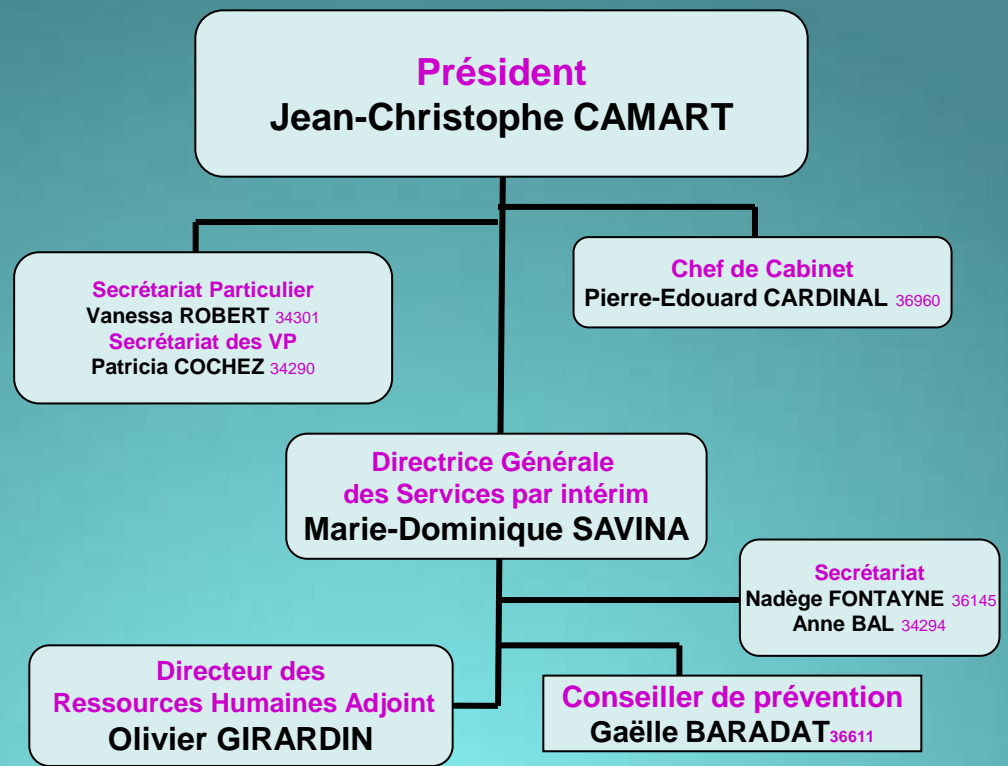 Président
Jean-Christophe CAMART
Secrétariat Particulier
Vanessa ROBERT 34301
Secrétariat des VP
Patricia COCHEZ 34290
Chef de Cabinet
Pierre-Edouard CARDINAL 36960
Directrice Générale
des Services par intérim
Marie-Dominique SAVINA
Secrétariat
Nadège FONTAYNE 36145
Anne BAL 34294
Directeur des
Ressources Humaines Adjoint
Olivier GIRARDIN
Conseiller de prévention
Gaëlle BARADAT36611